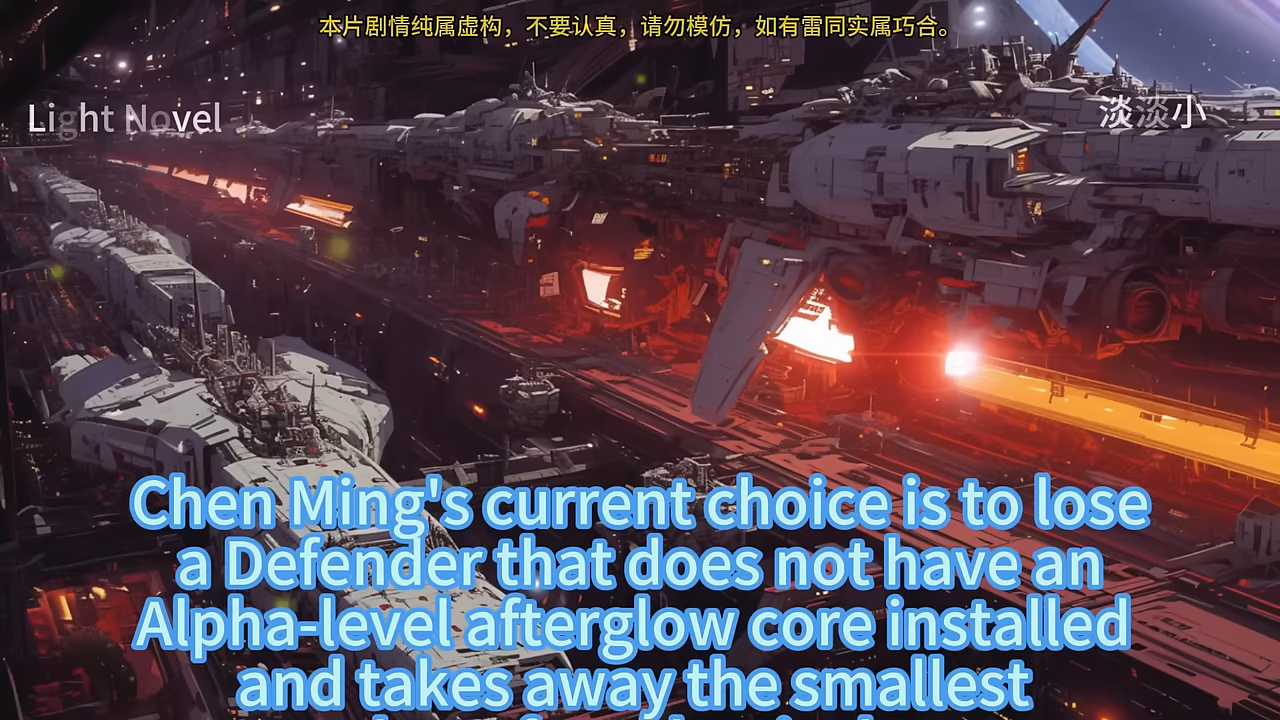 本片剧情纯属虚构，不要认真，请勿模仿，如有雷同实属巧合。
Light Novel
淡淡小
Chen Ming's current choice is to lose
a Defender that does not have an
Alpha-level afterglow core installed
and takes away the smallest